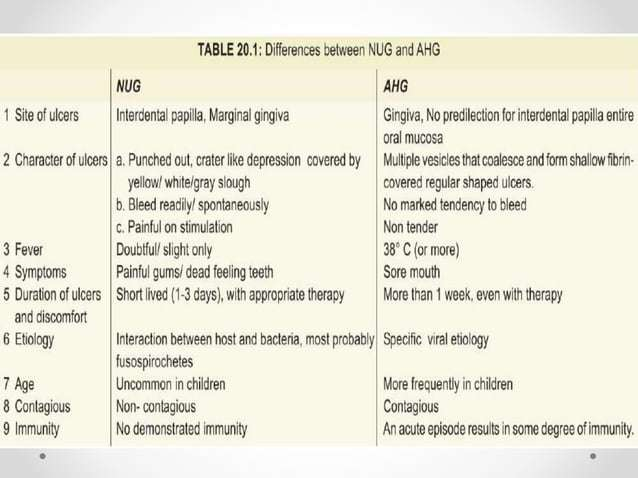 TABLE 20.1: Differences between NUG and AHG
NUG AHG
1 Site of ulcers Interdental papilla, Marginal gingiva Gingiva, No predilection for interdental papilla entire
oral mucosa
2 Character of ulcers a. Punched out, crater like depression covered by Multiple vesicles that coalesce and form shallow fibrin-
yellow/ white/gray slough covered regular shaped ulcers.
b. Bleed readily/ spontaneously No marked tendency to bleed
c. Painful on stimulation Non tender
3 Fever Doubtful/ slight only 38° C (or more)
4 Symptoms Painful gums/ dead feeling teeth Sore mouth
5 Duration of ulcers Short lived (1-3 days), with appropriate therapy More than 1 week, even with therapy
and discomfort
6 Etiology Interaction between host and bacteria, most probably Specific viral etiology
fusospirochetes
7 Age Uncommon in children More frequently in children
8 Contagious Non- contagious Contagious
9 Immunity No demonstrated immunity An acute episode results in some degree of immunity.